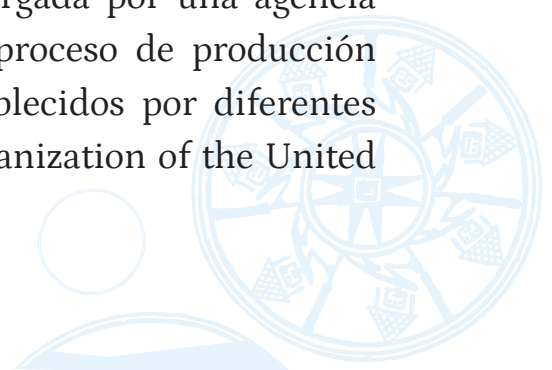 rgada por una agencia
proceso de producción
blecidos por diferentes
anization of the United